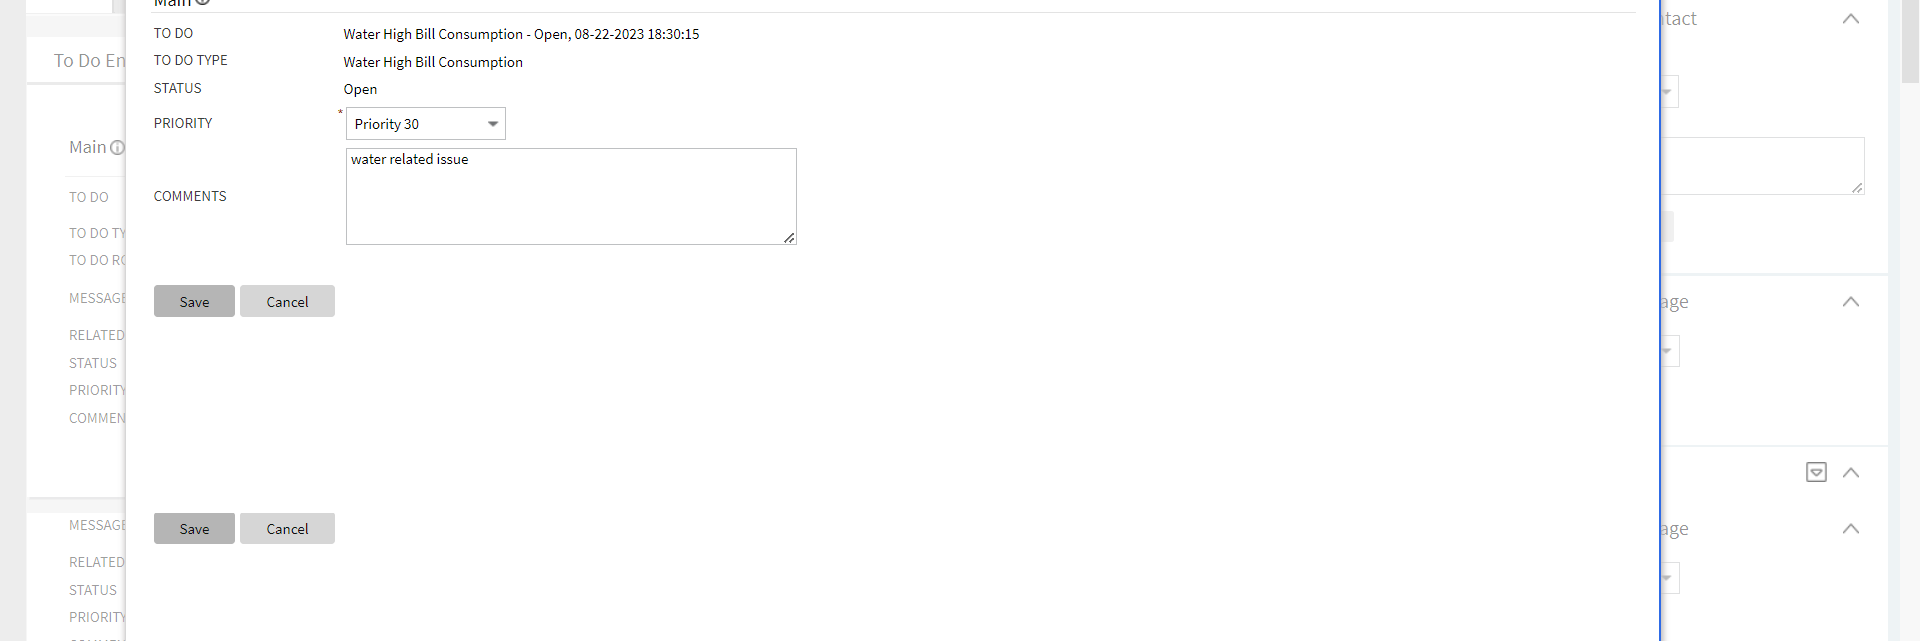 Main
TO DO Water High Bill Consumption - Open, 08-22-2023 18:30:15
TO DO TYPE Water High Bill Consumption
STATUS Open
PRIORITY * Priority 30
COMMENTS water related issue
Save Cancel
Save Cancel
To Do En
Main
TO DO
TO DO TY
TO DO RO
MESSAGE
RELATED
STATUS
PRIORITY
COMMEN
MESSAGE
RELATED
STATUS
PRIORITY
tact
age
age